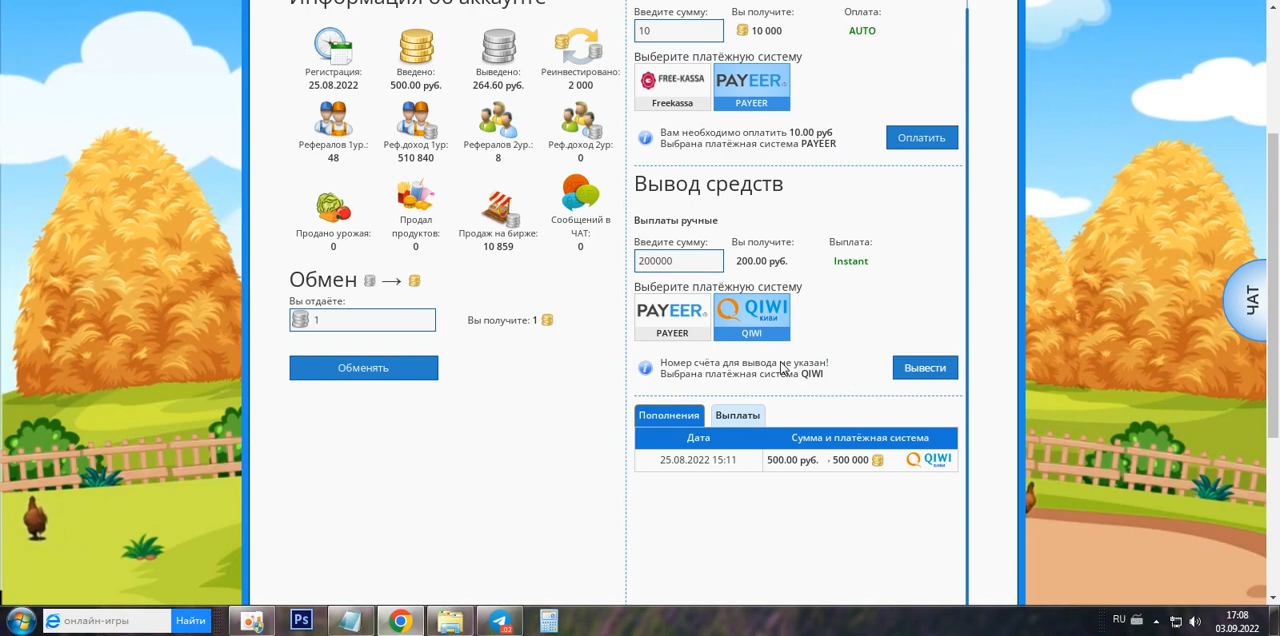 Информация об аккаунте
Регистрация:
25.08.2022
Введено:
500.00 руб.
Выведено:
264.60 руб.
Реинвестировано:
2 000
Рефералов 1ур.:
48
Реф.доход 1ур:
510 840
Рефералов 2ур.:
8
Реф.доход 2ур:
0
Продано урожая:
0
Продал
продуктов:
0
Продаж на бирже:
10 859
Сообщений в
ЧАТ:
0
Обмен →
Вы отдаёте:
1
Вы получите: 1
Обменять
Введите сумму:
10
Вы получите:
10 000
Оплата:
AUTO
Выберите платёжную систему
FREE-KASSA
Freekassa
PAYEER
PAYEER
Вам необходимо оплатить 10.00 руб
Выбрана платёжная система PAYEER
Оплатить
Вывод средств
Выплаты ручные
Введите сумму:
200000
Вы получите:
200.00 руб.
Выплата:
Instant
Выберите платёжную систему
PAYEER
PAYEER
QIWI
КИВИ
QIWI
Номер счёта для вывода не указан!
Выбрана платёжная система QIWI
Вывести
Пополнения
Выплаты
Дата
Сумма и платёжная система
25.08.2022 15:11
500.00 руб. → 500 000
QIWI
КИВИ
ЧАТ
онлайн-игры
Найти
Ps
02
RU
17:08
03.09.2022